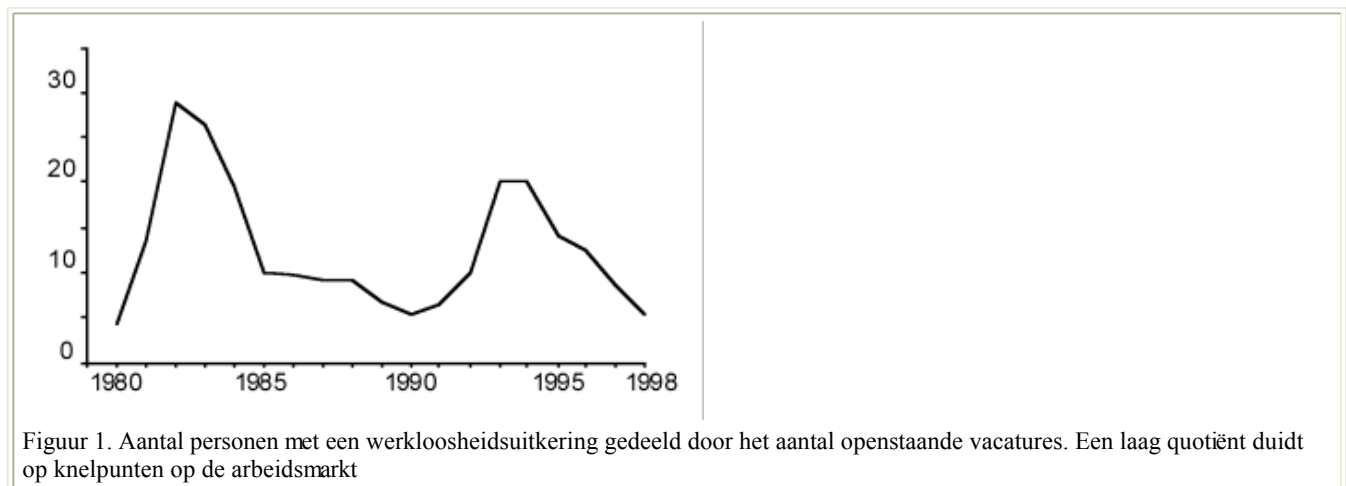 30
20
10
0
1980 1985 1990 1995 1998
Figuur 1. Aantal personen met een werkloosheidsuitkering gedeeld door het aantal openstaande vacatures. Een laag quotiënt duidt
op knelpunten op de arbeidsmarkt